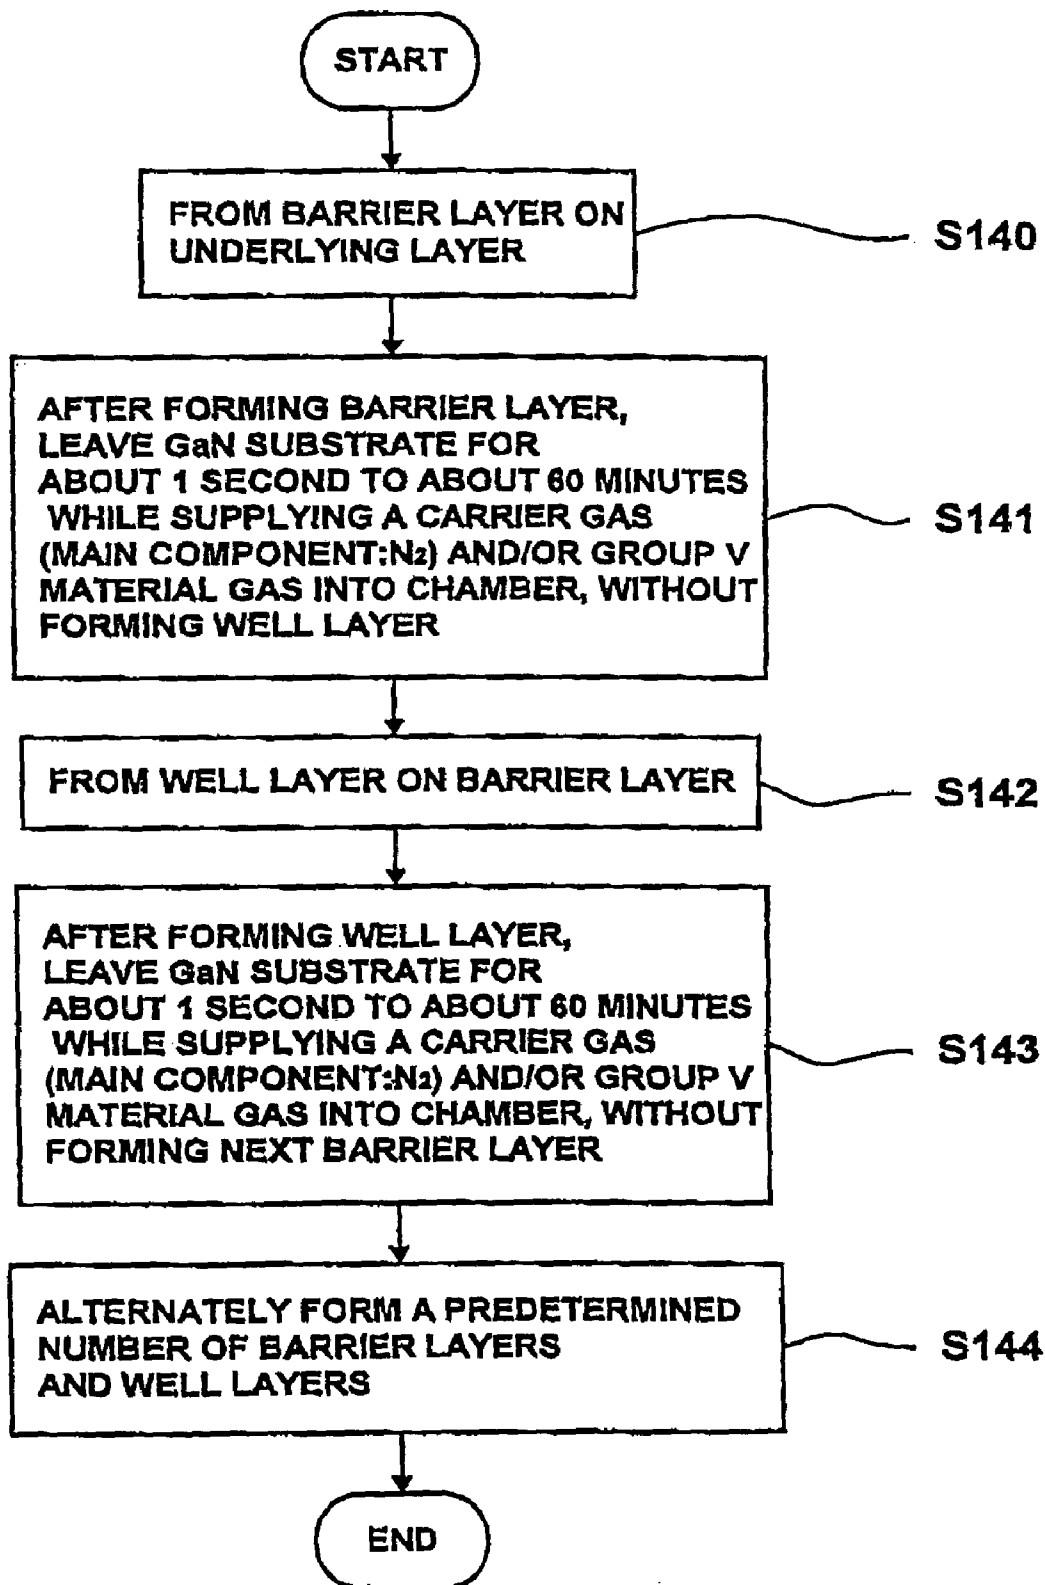 START
FROM BARRIER LAYER ON
UNDERLYING LAYER
S140
AFTER FORMING BARRIER LAYER,
LEAVE GaN SUBSTRATE FOR
ABOUT 1 SECOND TO ABOUT 60 MINUTES
WHILE SUPPLYING A CARRIER GAS
(MAIN COMPONENT:N₂) AND/OR GROUP V
MATERIAL GAS INTO CHAMBER, WITHOUT
FORMING WELL LAYER
S141
FROM WELL LAYER ON BARRIER LAYER
S142
AFTER FORMING WELL LAYER,
LEAVE GaN SUBSTRATE FOR
ABOUT 1 SECOND TO ABOUT 60 MINUTES
WHILE SUPPLYING A CARRIER GAS
(MAIN COMPONENT:N₂) AND/OR GROUP V
MATERIAL GAS INTO CHAMBER, WITHOUT
FORMING NEXT BARRIER LAYER
S143
ALTERNATELY FORM A PREDETERMINED
NUMBER OF BARRIER LAYERS
AND WELL LAYERS
S144
END